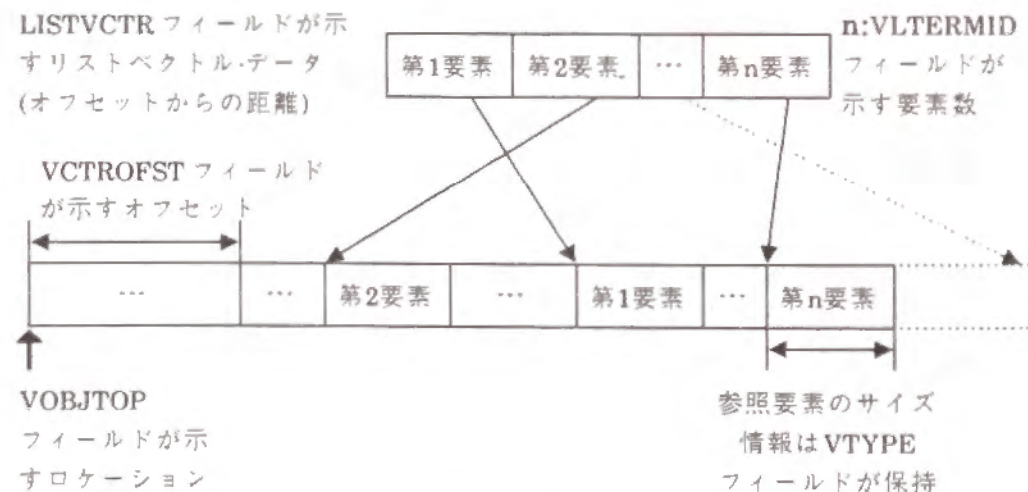 LISTVCTR フィールドが示
すリストベクトル·データ
(オフセットからの距離)
第1要素 第2要素 … 第n要素
n:VLTERMID
フィールドが
示す要素数
VCTROFST フィールド
が示すオフセット
… … 第2要素 … 第1要素 … 第n要素
VOBJTOP
フィールドが示
すロケーション
参照要素のサイズ
情報は VTYPE
フィールドが保持